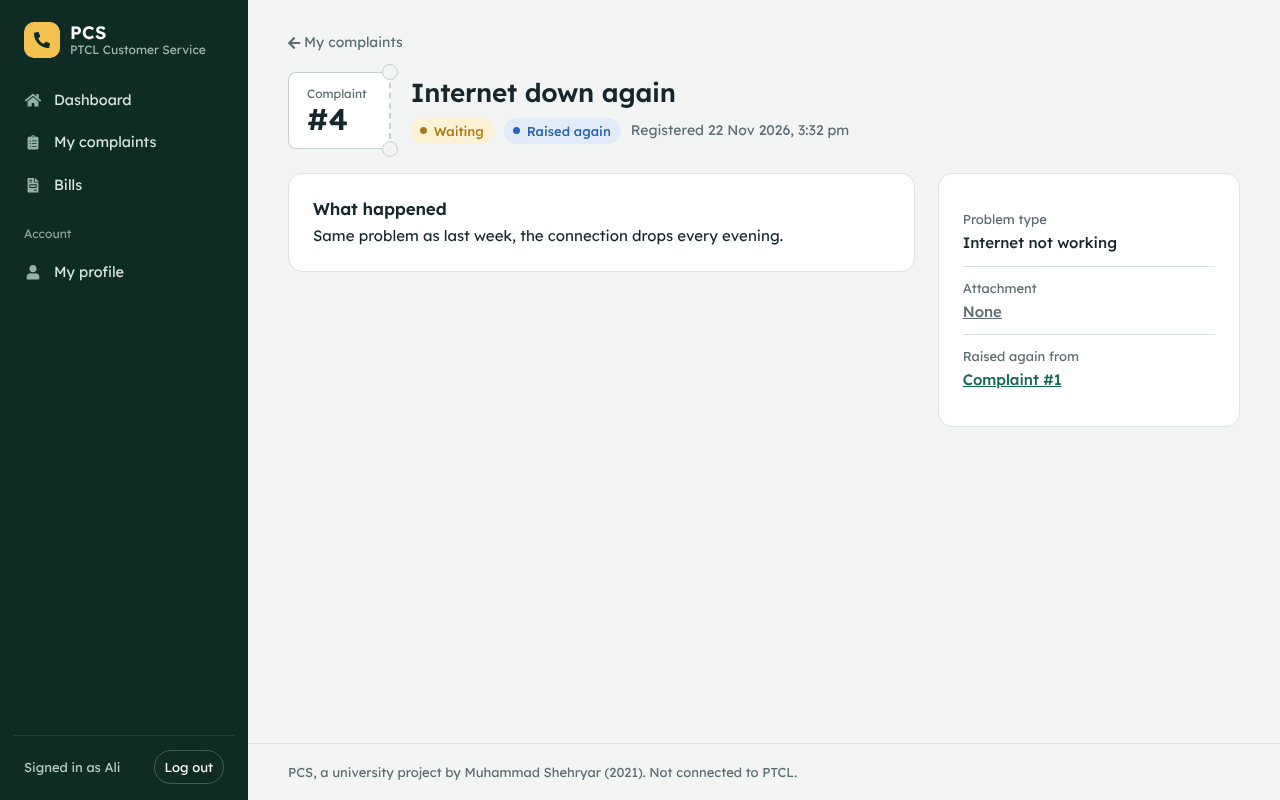 PCS
PTCL Customer Service
Dashboard
My complaints
Bills
Account
My profile
Signed in as Ali
Log out
My complaints
Complaint
#4
Internet down again
Waiting
Raised again
Registered 22 Nov 2026, 3:32 pm
What happened
Same problem as last week, the connection drops every evening.
Problem type
Internet not working
Attachment
None
Raised again from
Complaint #1
PCS, a university project by Muhammad Shehryar (2021). Not connected to PTCL.